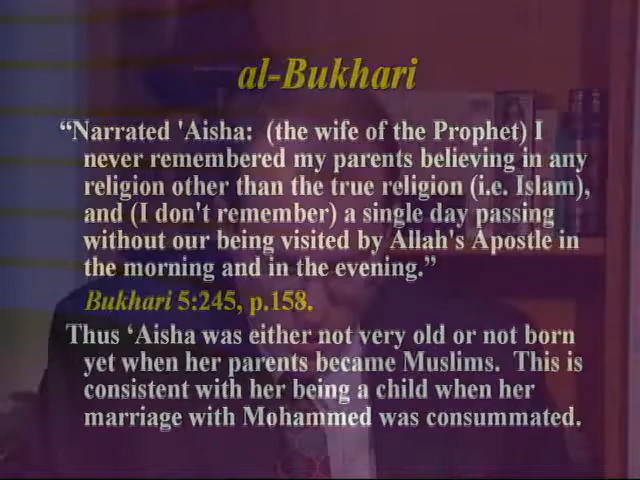 al-Bukhari
“Narrated 'Aisha:  (the wife of the Prophet) I
never remembered my parents believing in any
religion other than the true religion (i.e. Islam),
and (I don't remember) a single day passing
without our being visited by Allah's Apostle in
the morning and in the evening.”
Bukhari 5:245, p.158.
Thus ‘Aisha was either not very old or not born
yet when her parents became Muslims.  This is
consistent with her being a child when her
marriage with Mohammed was consummated.